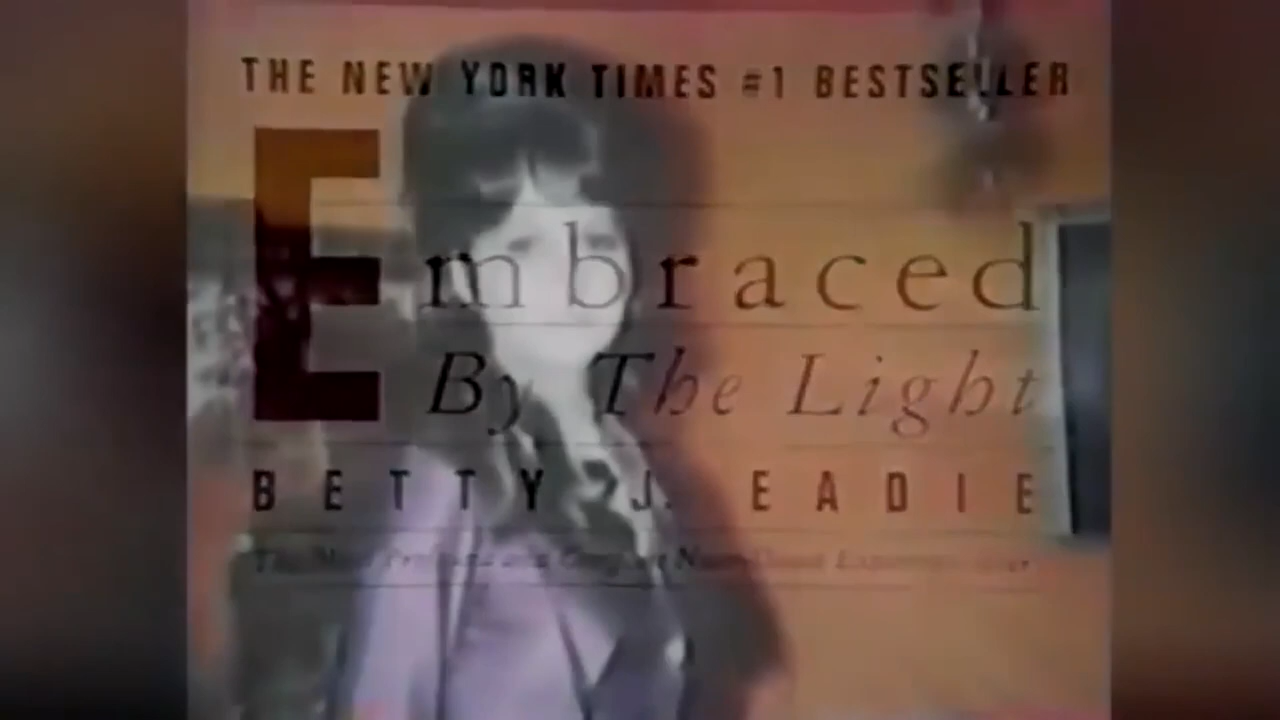 THE NEW YORK TIMES #1 BESTSELLER
Embraced
By The Light
BETTY J. EADIE